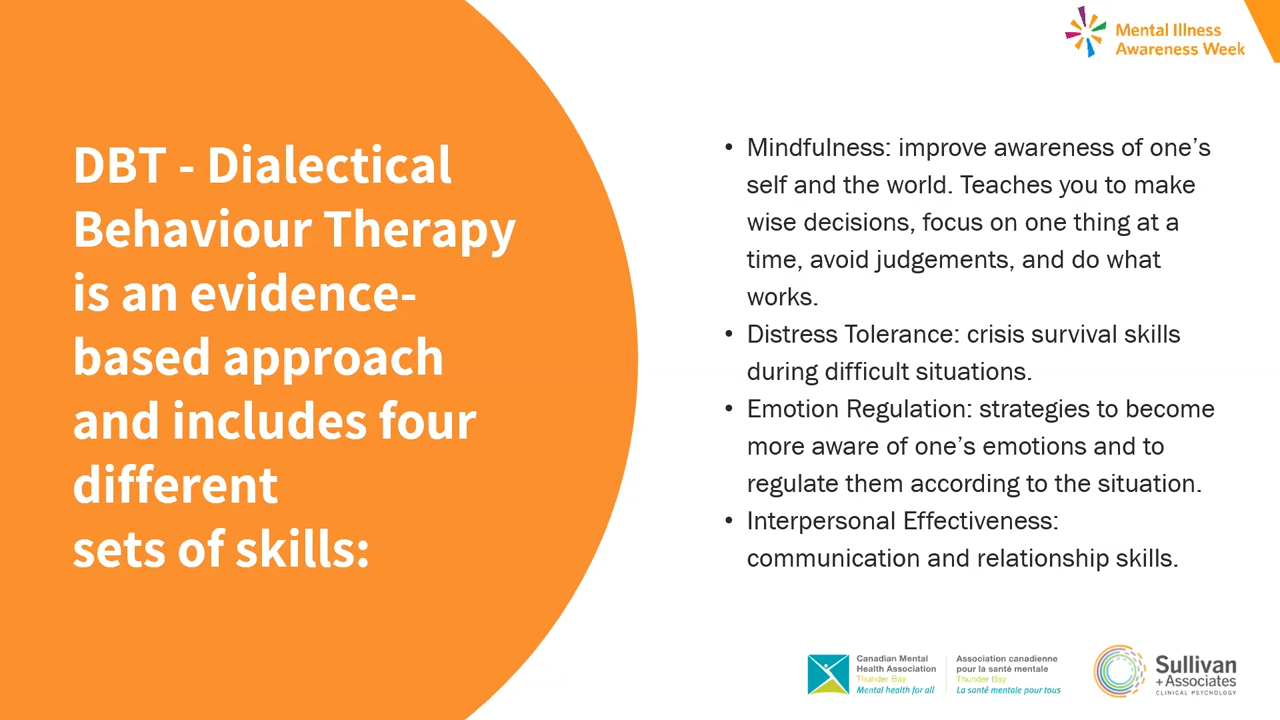 Mental Illness
Awareness Week
DBT - Dialectical
Behaviour Therapy
is an evidence-
based approach
and includes four
different
sets of skills:
• Mindfulness: improve awareness of one’s
self and the world. Teaches you to make
wise decisions, focus on one thing at a
time, avoid judgements, and do what
works.
• Distress Tolerance: crisis survival skills
during difficult situations.
• Emotion Regulation: strategies to become
more aware of one’s emotions and to
regulate them according to the situation.
• Interpersonal Effectiveness:
communication and relationship skills.
Canadian Mental
Health Association
Thunder Bay
Mental health for all
Association canadienne
pour la santé mentale
Thunder Bay
La santé mentale pour tous
Sullivan
+ Associates
CLINICAL PSYCHOLOGY